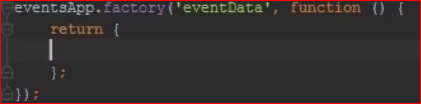 eventsApp.factory('eventData', function () {
    return {

    };
});